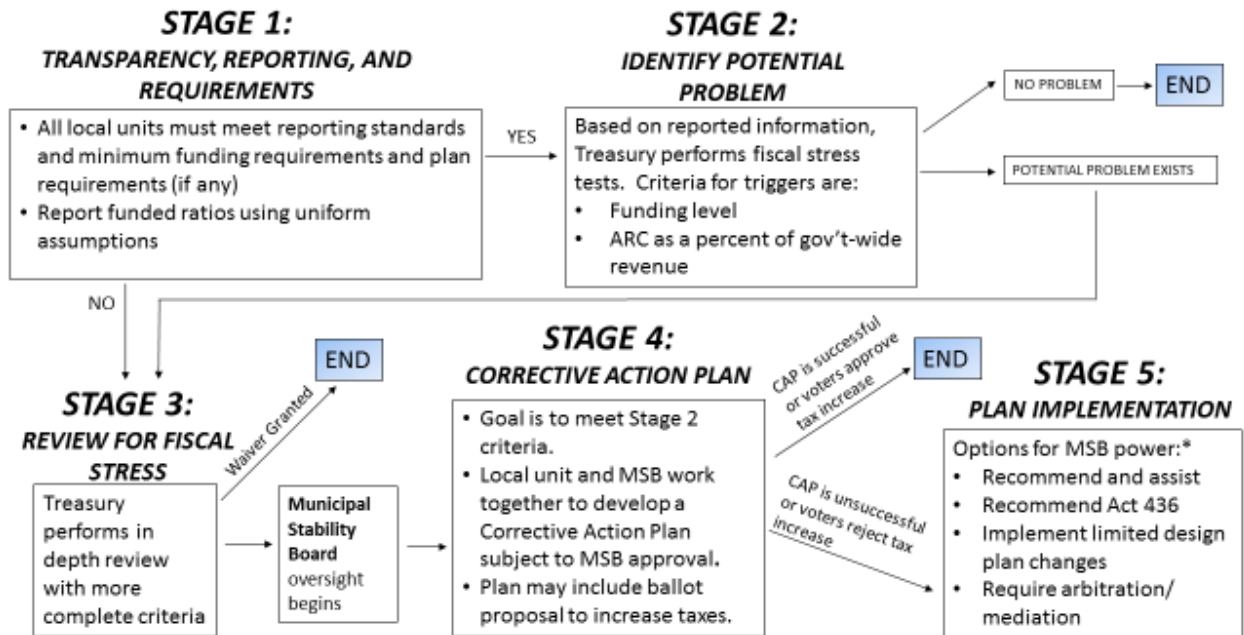 STAGE 1:
TRANSPARENCY, REPORTING, AND
REQUIREMENTS
• All local units must meet reporting standards
and minimum funding requirements and plan
requirements (if any)
• Report funded ratios using uniform
assumptions
YES
NO
STAGE 2:
IDENTIFY POTENTIAL
PROBLEM
Based on reported information,
Treasury performs fiscal stress
tests. Criteria for triggers are:
• Funding level
• ARC as a percent of gov't-wide
revenue
NO PROBLEM
END
POTENTIAL PROBLEM EXISTS
STAGE 3:
REVIEW FOR FISCAL
STRESS
Treasury
performs in
depth review
with more
complete criteria
Waiver Granted
END
Municipal
Stability
Board
oversight
begins
STAGE 4:
CORRECTIVE ACTION PLAN
• Goal is to meet Stage 2
criteria.
• Local unit and MSB work
together to develop a
Corrective Action Plan
subject to MSB approval.
• Plan may include ballot
proposal to increase taxes.
CAP is successful
or voters approve
tax increase
END
CAP is unsuccessful
or voters reject tax
increase
STAGE 5:
PLAN IMPLEMENTATION
Options for MSB power:*
• Recommend and assist
• Recommend Act 436
• Implement limited design
plan changes
• Require arbitration/
mediation